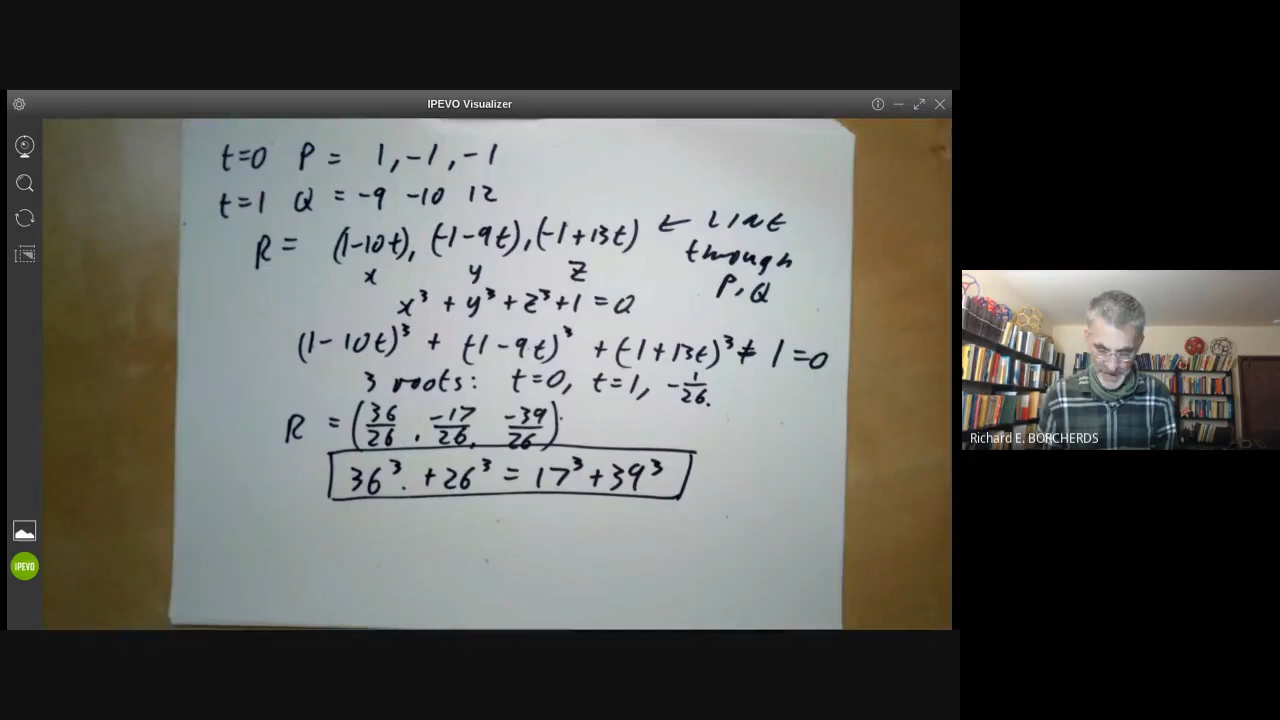 IPEVO Visualizer
t=0 P = 1, -1, -1
t=1 Q = -9 -10 12
R = (1-10t), (-1-9t), (-1+13t) ← Line
x y z
through
P, Q
x³ + y³ + z³ + 1 = 0
(1-10t)³ + (-1-9t)³ + (-1+13t)³ + 1 = 0
3 roots: t=0, t=1, -1/26.
R = (36/26, -17/26, -39/26).
36³ + 26³ = 17³ + 39³
IPEVO
Richard E. BORCHERDS